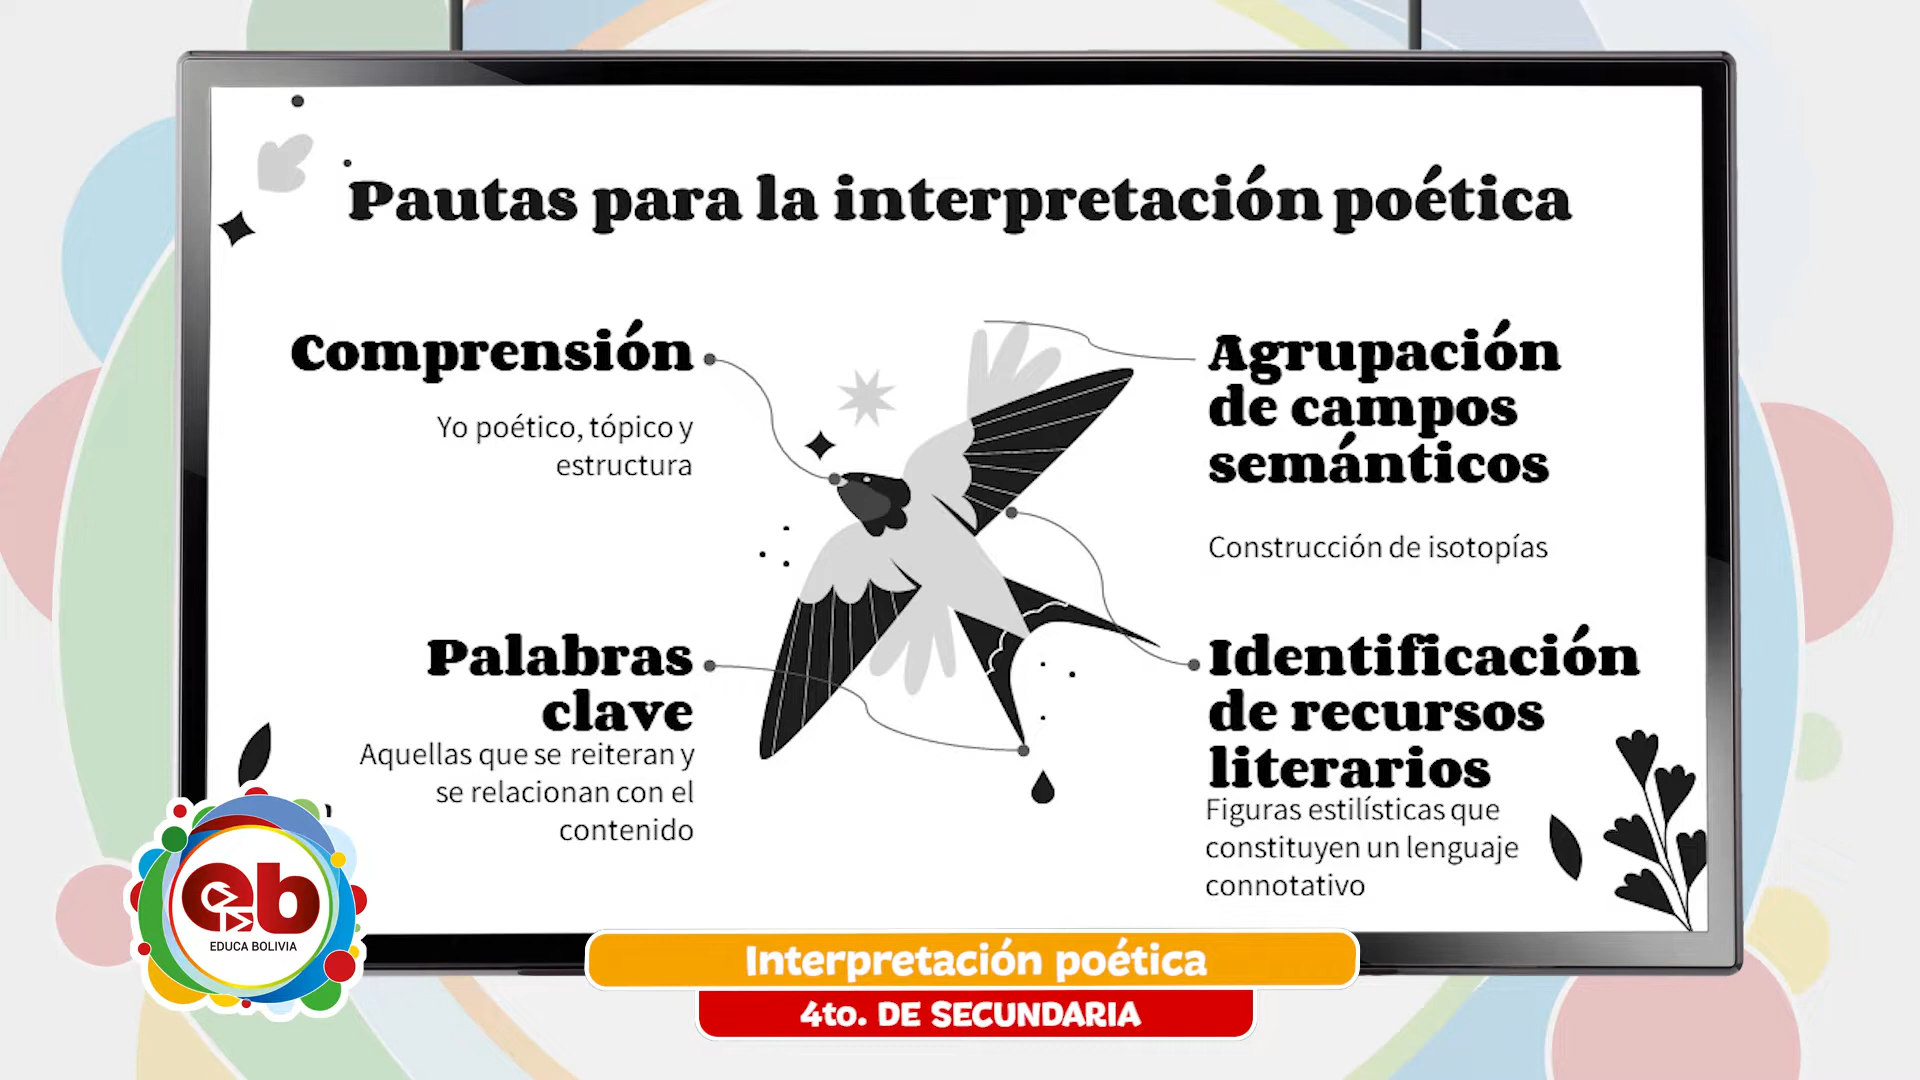 Pautas para la interpretación poética
Comprensión
Yo poético, tópico y
estructura
Agrupación
de campos
semánticos
Construcción de isotopías
Palabras
clave
Aquellas que se reiteran y
se relacionan con el
contenido
Identificación
de recursos
literarios
Figuras estilísticas que
constituyen un lenguaje
connotativo
eb
EDUCA BOLIVIA
Interpretación poética
4to. DE SECUNDARIA